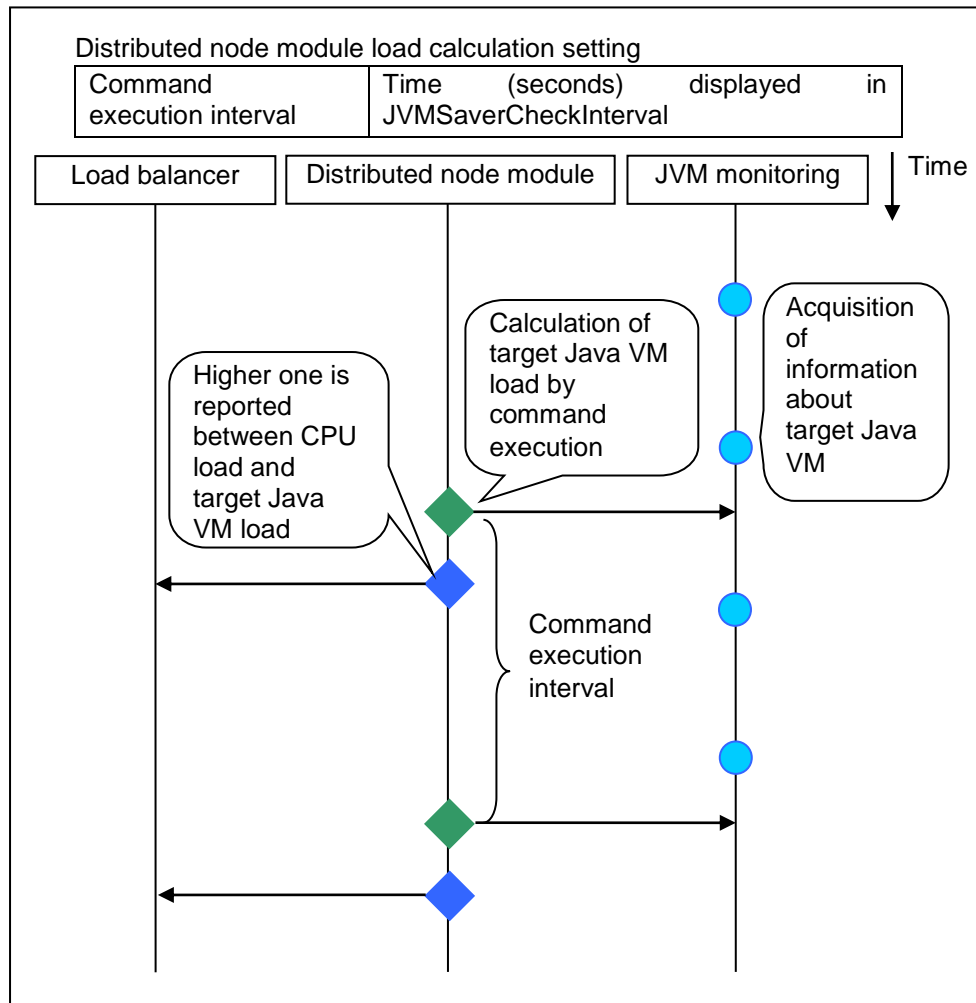 Distributed node module load calculation setting
Command
execution interval
Time (seconds) displayed in
JVMSaverCheckInterval
Load balancer
Distributed node module
JVM monitoring
Time
Acquisition
of
information
about
target Java
VM
Calculation of
target Java VM
load by
command
execution
Higher one is
reported
between CPU
load and
target Java
VM load
Command
execution
interval